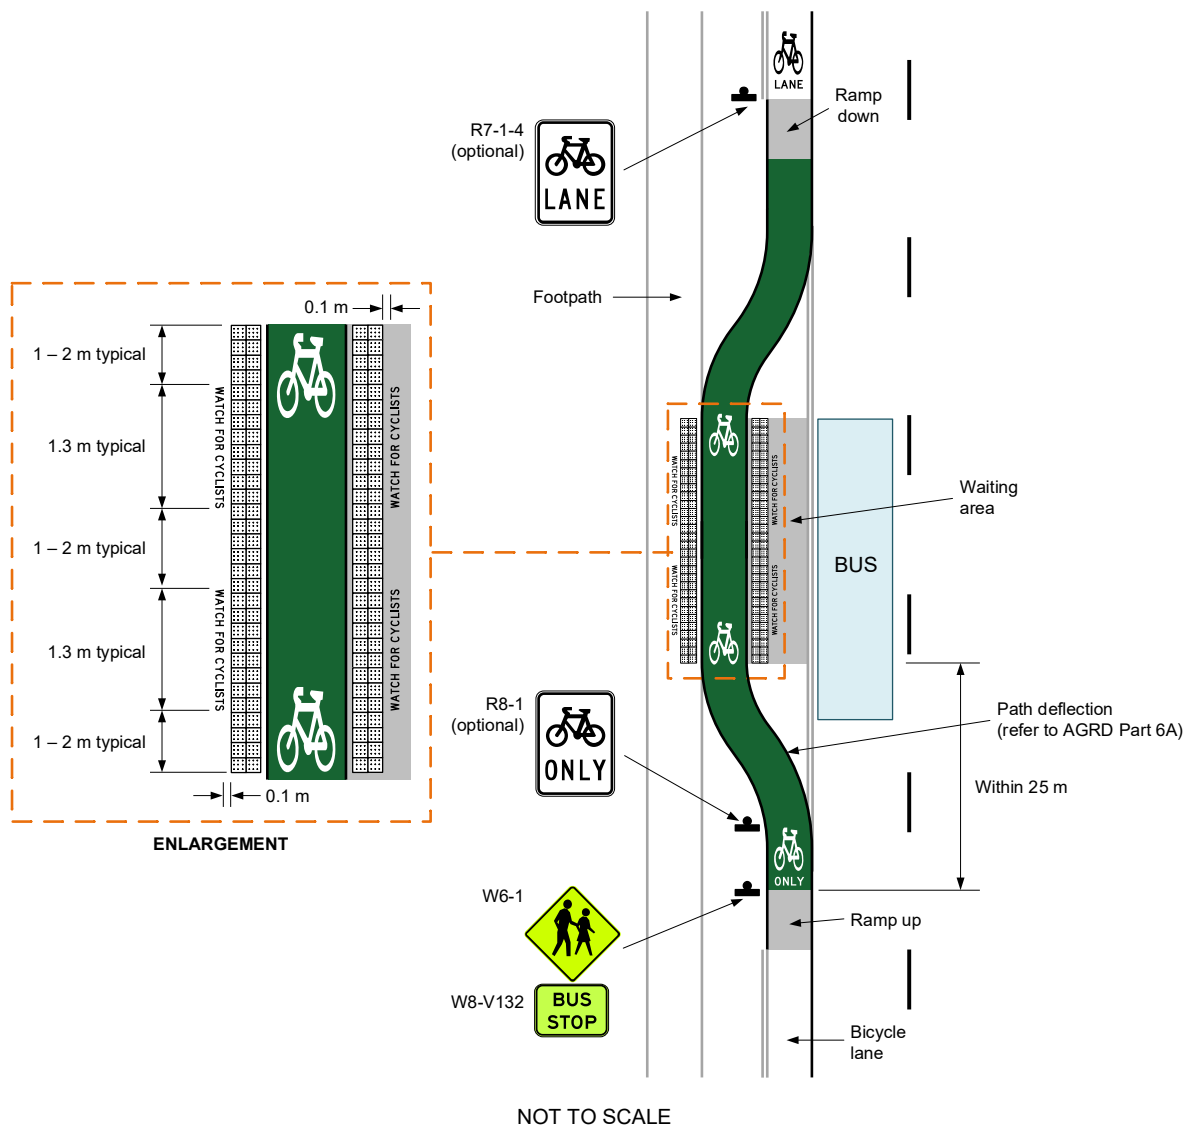 LANE
Ramp
down
R7-1-4
(optional)
LANE
Footpath
0.1 m
1 – 2 m typical
1.3 m typical
1 – 2 m typical
1.3 m typical
1 – 2 m typical
WATCH FOR CYCLISTS
WATCH FOR CYCLISTS
WATCH FOR CYCLISTS
WATCH FOR CYCLISTS
0.1 m
ENLARGEMENT
WATCH FOR CYCLISTS
WATCH FOR CYCLISTS
WATCH FOR CYCLISTS
WATCH FOR CYCLISTS
Waiting
area
BUS
R8-1
(optional)
ONLY
Path deflection
(refer to AGRD Part 6A)
Within 25 m
ONLY
W6-1
Ramp up
W8-V132
BUS
STOP
Bicycle
lane
NOT TO SCALE